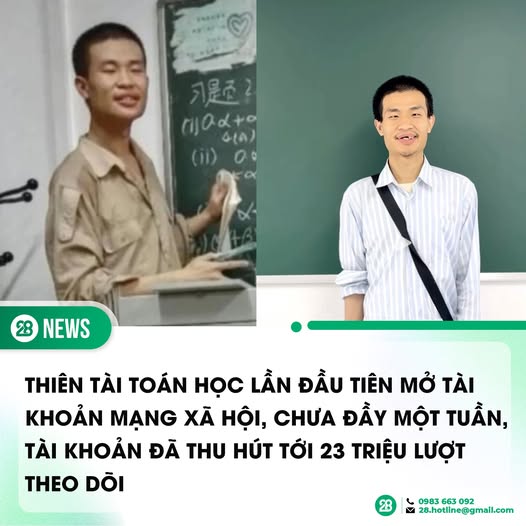 习是否?
28 NEWS
THIÊN TÀI TOÁN HỌC LẦN ĐẦU TIÊN MỞ TÀI
KHOẢN MẠNG XÃ HỘI, CHƯA ĐẦY MỘT TUẦN,
TÀI KHOẢN ĐÃ THU HÚT TỚI 23 TRIỆU LƯỢT
THEO DÕI
28
0983 663 092
28.hotline@gmail.com